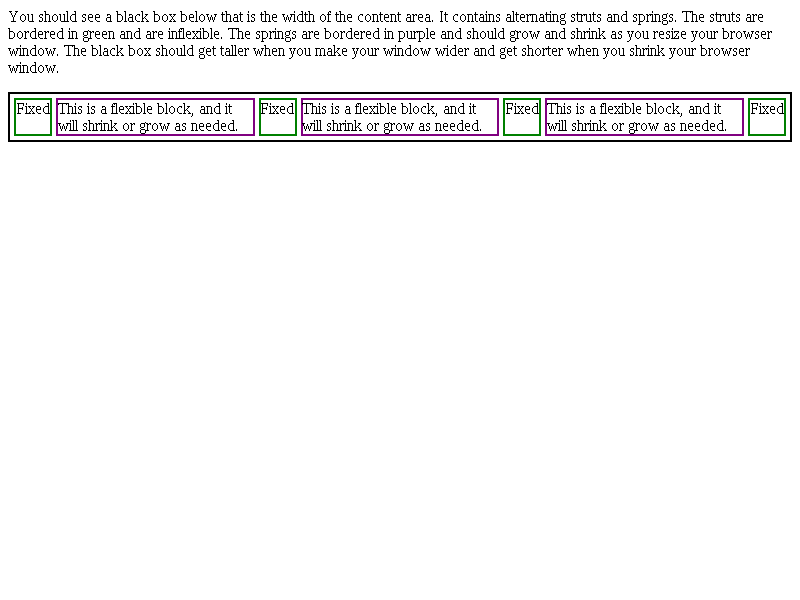 You should see a black box below that is the width of the content area. It contains alternating struts and springs. The struts are
bordered in green and are inflexible. The springs are bordered in purple and should grow and shrink as you resize your browser
window. The black box should get taller when you make your window wider and get shorter when you shrink your browser
window.
Fixed
This is a flexible block, and it
will shrink or grow as needed.
Fixed
This is a flexible block, and it
will shrink or grow as needed.
Fixed
This is a flexible block, and it
will shrink or grow as needed.
Fixed